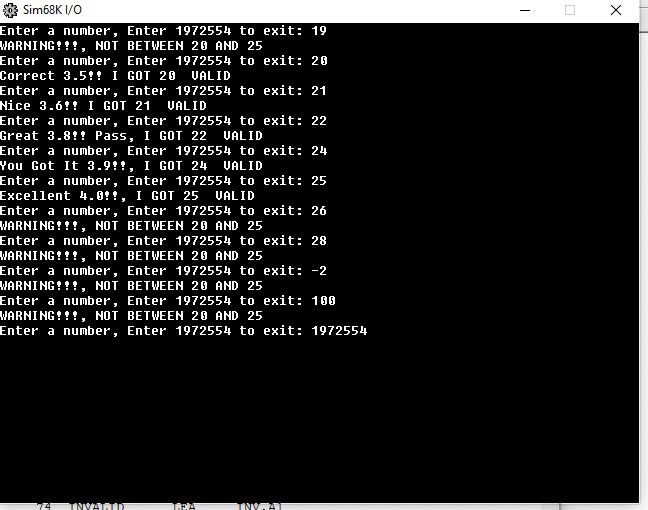 Sim68K I/O
Enter a number, Enter 1972554 to exit: 19
WARNING!!!, NOT BETWEEN 20 AND 25
Enter a number, Enter 1972554 to exit: 20
Correct 3.5!! I GOT 20  VALID
Enter a number, Enter 1972554 to exit: 21
Nice 3.6!! I GOT 21  VALID
Enter a number, Enter 1972554 to exit: 22
Great 3.8!! Pass, I GOT 22  VALID
Enter a number, Enter 1972554 to exit: 24
You Got It 3.9!!, I GOT 24  VALID
Enter a number, Enter 1972554 to exit: 25
Excellent 4.0!!, I GOT 25  VALID
Enter a number, Enter 1972554 to exit: 26
WARNING!!!, NOT BETWEEN 20 AND 25
Enter a number, Enter 1972554 to exit: 28
WARNING!!!, NOT BETWEEN 20 AND 25
Enter a number, Enter 1972554 to exit: -2
WARNING!!!, NOT BETWEEN 20 AND 25
Enter a number, Enter 1972554 to exit: 100
WARNING!!!, NOT BETWEEN 20 AND 25
Enter a number, Enter 1972554 to exit: 1972554
74 INVALID LEA INV,A1